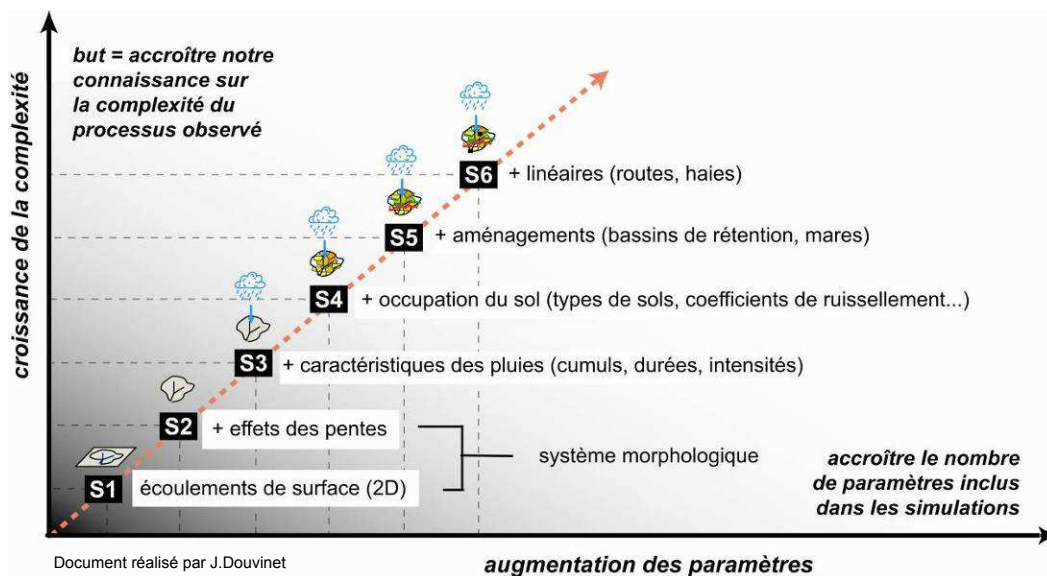 but = accroître notre
connaissance sur
la complexité du
processus observé
croissance de la complexité
S6 + linéaires (routes, haies)
S5 + aménagements (bassins de rétention, mares)
S4 + occupation du sol (types de sols, coefficients de ruissellement...)
S3 + caractéristiques des pluies (cumuls, durées, intensités)
S2 + effets des pentes
système morphologique
S1 écoulements de surface (2D)
accroître le nombre
de paramètres inclus
dans les simulations
Document réalisé par J.Douvinet
augmentation des paramètres